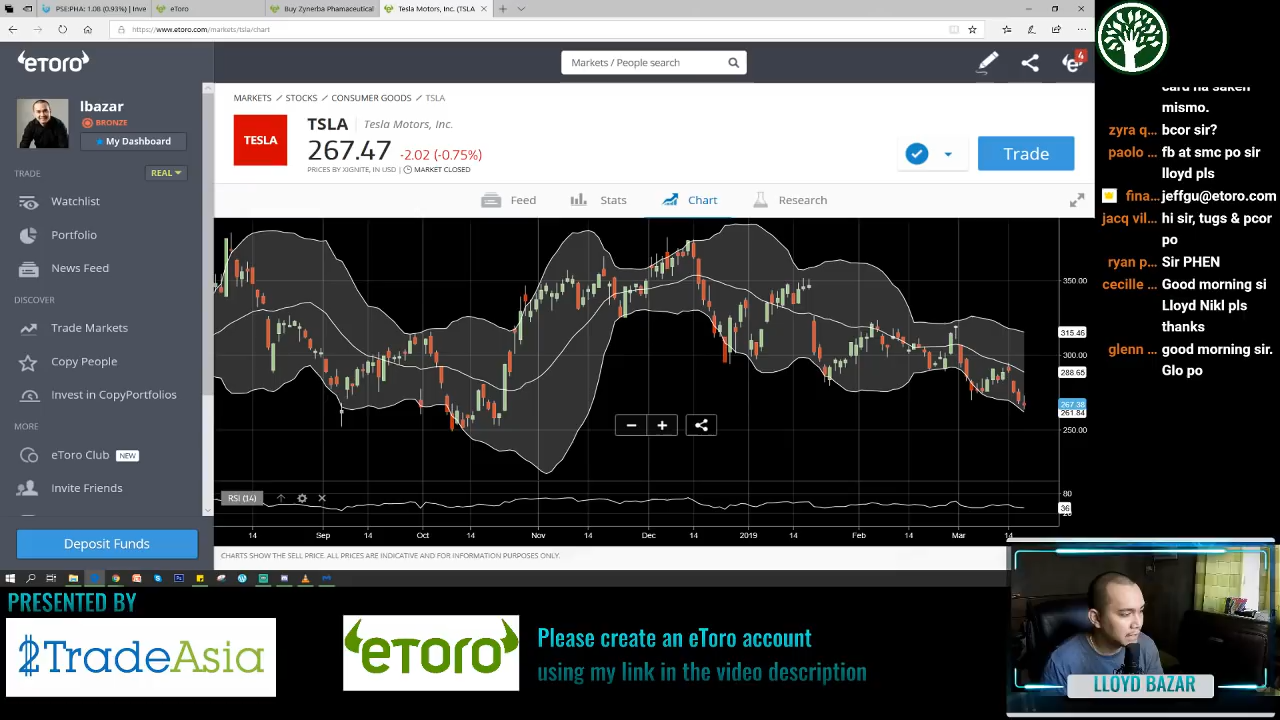 PSE:PHA: 1.0B (0.93%) | Inve
eToro
Buy Zynerba Phamaceutical
Tesla Motors, Inc. (TSLA
https://www.etoro.com/markets/tsla/chart
eToro
Markets / People search
4
lbazar
BRONZE
My Dashboard
TRADE
REAL
Watchlist
Portfolio
News Feed
DISCOVER
Trade Markets
Copy People
Invest in CopyPortfolios
MORE
eToro Club NEW
Invite Friends
Deposit Funds
MARKETS / STOCKS / CONSUMER GOODS / TSLA
TESLA
TSLA
Tesla Motors, Inc.
267.47 -2.02 (-0.75%)
PRICES BY XIGNITE, IN USD | MARKET CLOSED
Trade
Feed
Stats
Chart
Research
350.00
315.46
300.00
288.65
267.38
261.84
250.00
− +
RSI (14)
80
36
14 Sep 14 Oct 14 Nov 14 Dec 14 2019 14 Feb 14 Mar 14
CHARTS SHOW THE SELL PRICE. ALL PRICES ARE INDICATIVE AND FOR INFORMATION PURPOSES ONLY.
card na saken
mismo.
zyra q... bcor sir?
paolo ... fb at smc po sir
lloyd pls
fina... jeffgu@etoro.com
jacq vil... hi sir, tugs & pcor
po
ryan p... Sir PHEN
cecille ... Good morning si
Lloyd Nikl pls
thanks
glenn ... good morning sir.
Glo po
PRESENTED BY
2TradeAsia
eToro
Please create an eToro account
using my link in the video description
LLOYD BAZAR